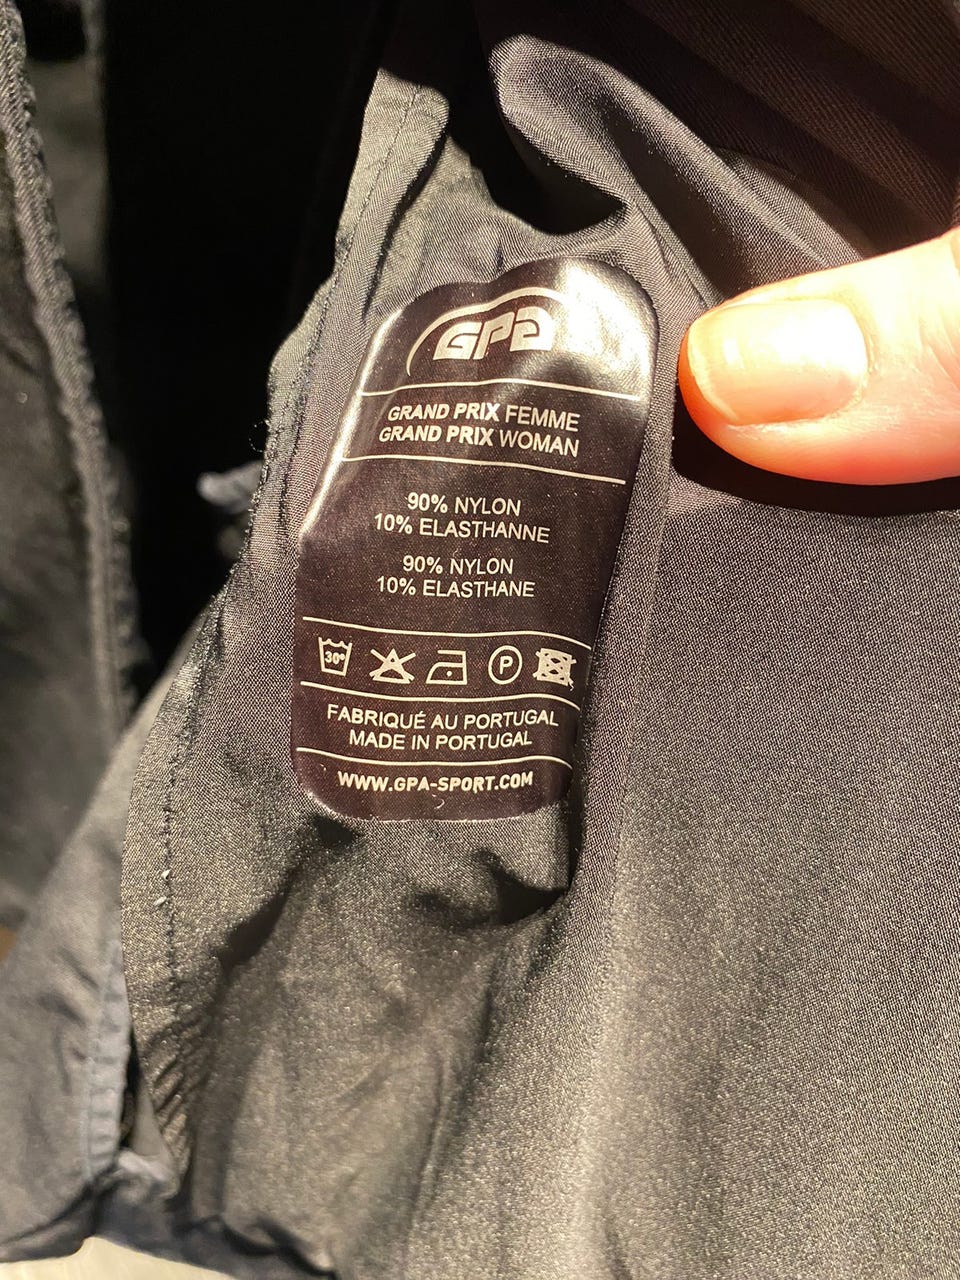 GPA
GRAND PRIX FEMME
GRAND PRIX WOMAN
90% NYLON
10% ELASTHANNE
90% NYLON
10% ELASTHANE
30°
P
FABRIQUÉ AU PORTUGAL
MADE IN PORTUGAL
WWW.GPA-SPORT.COM